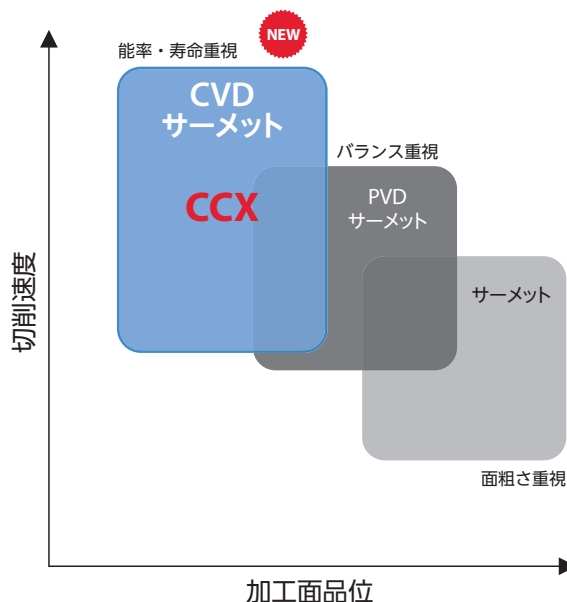 NEW
能率・寿命重視
CVD
サーメット
CCX
バランス重視
PVD
サーメット
サーメット
面粗さ重視
切削速度
加工面品位